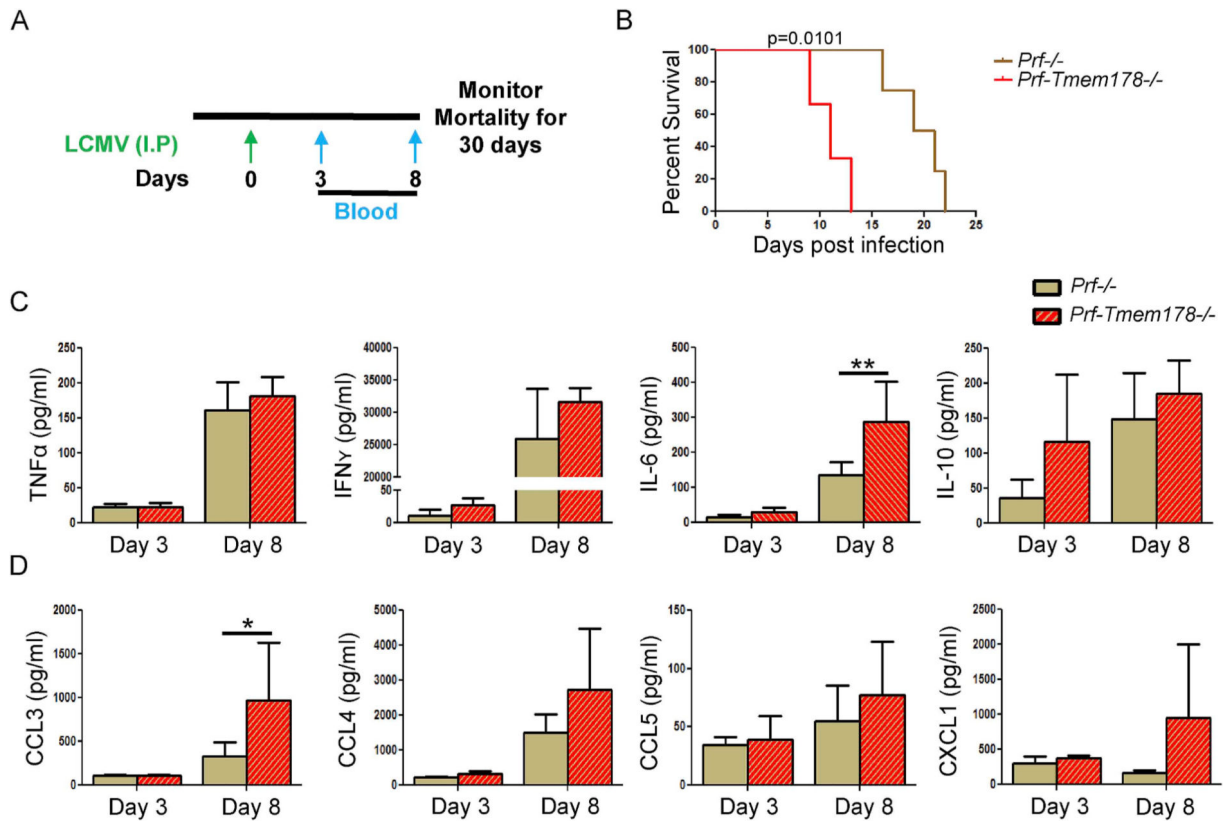 A
LCMV (I.P)
Days
0
3
8
Blood
Monitor
Mortality for
30 days
B
p=0.0101
Percent Survival
100
80
60
40
20
0
0
5
10
15
20
25
Days post infection
Prf-/-
Prf-Tmem178-/-
C
Prf-/-
Prf-Tmem178-/-
TNFα (pg/ml)
250
200
150
100
50
0
Day 3
Day 8
IFNγ (pg/ml)
40000
35000
30000
25000
20000
50
0
Day 3
Day 8
IL-6 (pg/ml)
500
400
300
200
100
0
**
Day 3
Day 8
IL-10 (pg/ml)
250
200
150
100
50
0
Day 3
Day 8
D
CCL3 (pg/ml)
2000
1500
1000
500
0
*
Day 3
Day 8
CCL4 (pg/ml)
5000
4000
3000
2000
1000
0
Day 3
Day 8
CCL5 (pg/ml)
150
100
50
0
Day 3
Day 8
CXCL1 (pg/ml)
2500
2000
1500
1000
500
0
Day 3
Day 8